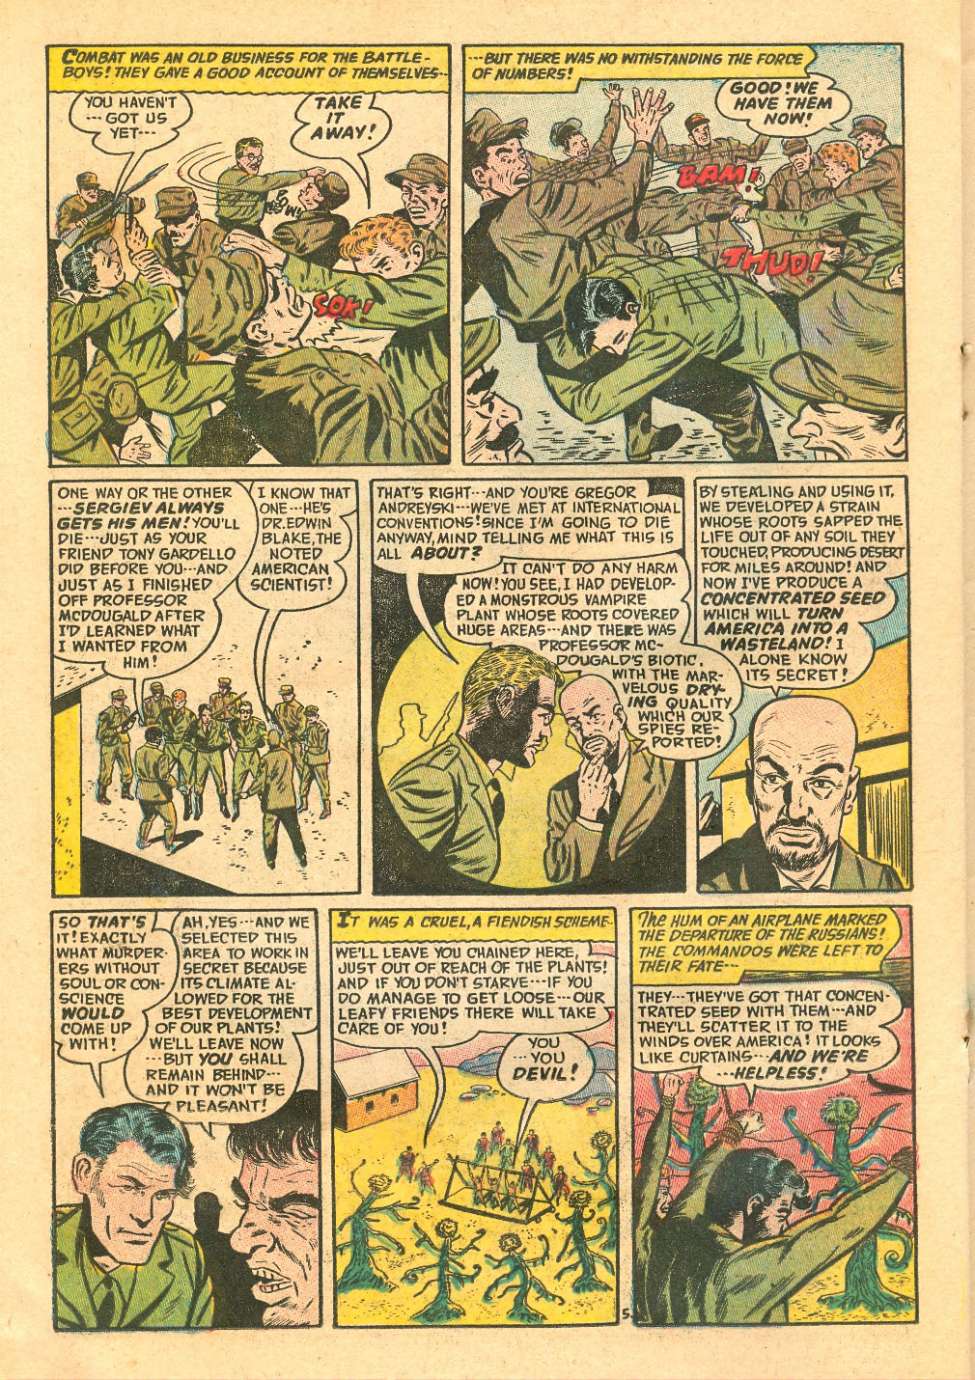 COMBAT WAS AN OLD BUSINESS FOR THE BATTLE-
BOYS! THEY GAVE A GOOD ACCOUNT OF THEMSELVES--
YOU HAVEN'T
---GOT US
YET---
TAKE
IT
AWAY!
POW!
SOK!
---BUT THERE WAS NO WITHSTANDING THE FORCE
OF NUMBERS!
GOOD! WE
HAVE THEM
NOW!
BAM!
THUD!
ONE WAY OR THE OTHER
---SERGIEV ALWAYS
GETS HIS MEN! YOU'LL
DIE---JUST AS YOUR
FRIEND TONY GARDELLO
DID BEFORE YOU---AND
JUST AS I FINISHED
OFF PROFESSOR
MCDOUGALD AFTER
I'D LEARNED WHAT
I WANTED FROM
HIM!
I KNOW THAT
ONE---HE'S
DR. EDWIN
BLAKE, THE
NOTED
AMERICAN
SCIENTIST!
THAT'S RIGHT---AND YOU'RE GREGOR
ANDREYSKI---WE'VE MET AT INTERNATIONAL
CONVENTIONS! SINCE I'M GOING TO DIE
ANYWAY, MIND TELLING ME WHAT THIS IS
ALL ABOUT?
IT CAN'T DO ANY HARM
NOW! YOU SEE, I HAD DEVELOP-
ED A MONSTROUS VAMPIRE
PLANT WHOSE ROOTS COVERED
HUGE AREAS---AND THERE WAS
PROFESSOR MC-
DOUGALD'S BIOTIC,
WITH THE MAR-
VELOUS DRY-
ING QUALITY
WHICH OUR
SPIES RE-
PORTED!
BY STEALING AND USING IT,
WE DEVELOPED A STRAIN
WHOSE ROOTS SAPPED THE
LIFE OUT OF ANY SOIL THEY
TOUCHED, PRODUCING DESERT
FOR MILES AROUND! AND
NOW I'VE PRODUCE A
CONCENTRATED SEED
WHICH WILL TURN
AMERICA INTO A
WASTELAND! I
ALONE KNOW
ITS SECRET!
SO THAT'S
IT! EXACTLY
WHAT MURDER-
ERS WITHOUT
SOUL OR CON-
SCIENCE
WOULD
COME UP
WITH!
AH, YES---AND WE
SELECTED THIS
AREA TO WORK IN
SECRET BECAUSE
ITS CLIMATE AL-
LOWED FOR THE
BEST DEVELOPMENT
OF OUR PLANTS!
WE'LL LEAVE NOW
---BUT YOU SHALL
REMAIN BEHIND---
AND IT WON'T BE
PLEASANT!
IT WAS A CRUEL, A FIENDISH SCHEME--
WE'LL LEAVE YOU CHAINED HERE,
JUST OUT OF REACH OF THE PLANTS!
AND IF YOU DON'T STARVE---IF YOU
DO MANAGE TO GET LOOSE---OUR
LEAFY FRIENDS THERE WILL TAKE
CARE OF YOU!
YOU
---YOU
DEVIL!
5.
THE HUM OF AN AIRPLANE MARKED
THE DEPARTURE OF THE RUSSIANS!
THE COMMANDOS WERE LEFT TO
THEIR FATE---
THEY---THEY'VE GOT THAT CONCEN-
TRATED SEED WITH THEM---AND
THEY'LL SCATTER IT TO THE
WINDS OVER AMERICA! IT LOOKS
LIKE CURTAINS---AND WE'RE
---HELPLESS!